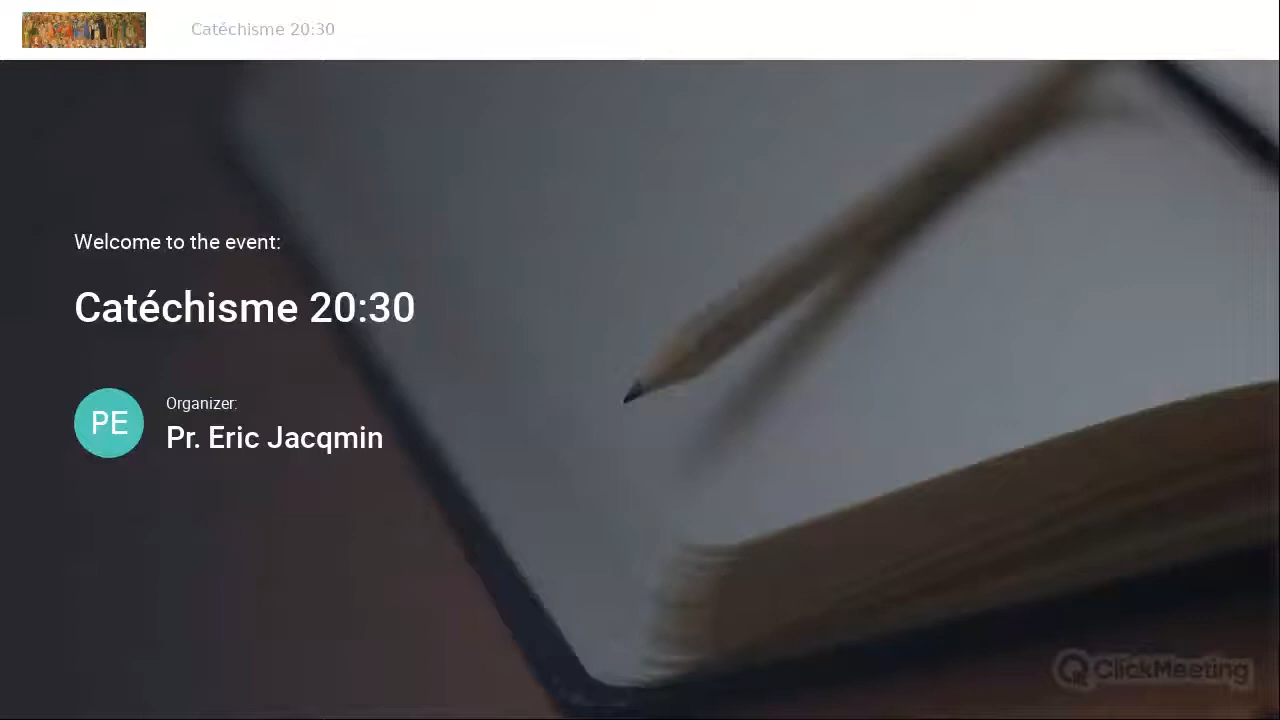 Catéchisme 20:30
Welcome to the event:
Catéchisme 20:30
PE
Organizer:
Pr. Eric Jacqmin
ClickMeeting